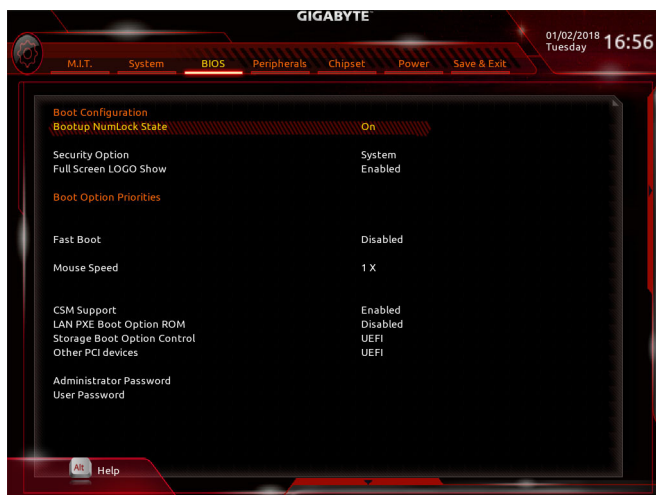 GIGABYTE
01/02/2018 Tuesday 16:56
M.I.T. System BIOS Peripherals Chipset Power Save & Exit
Boot Configuration
Bootup NumLock State On
Security Option System
Full Screen LOGO Show Enabled
Boot Option Priorities
Fast Boot Disabled
Mouse Speed 1 X
CSM Support Enabled
LAN PXE Boot Option ROM Disabled
Storage Boot Option Control UEFI
Other PCI devices UEFI
Administrator Password
User Password
Alt Help